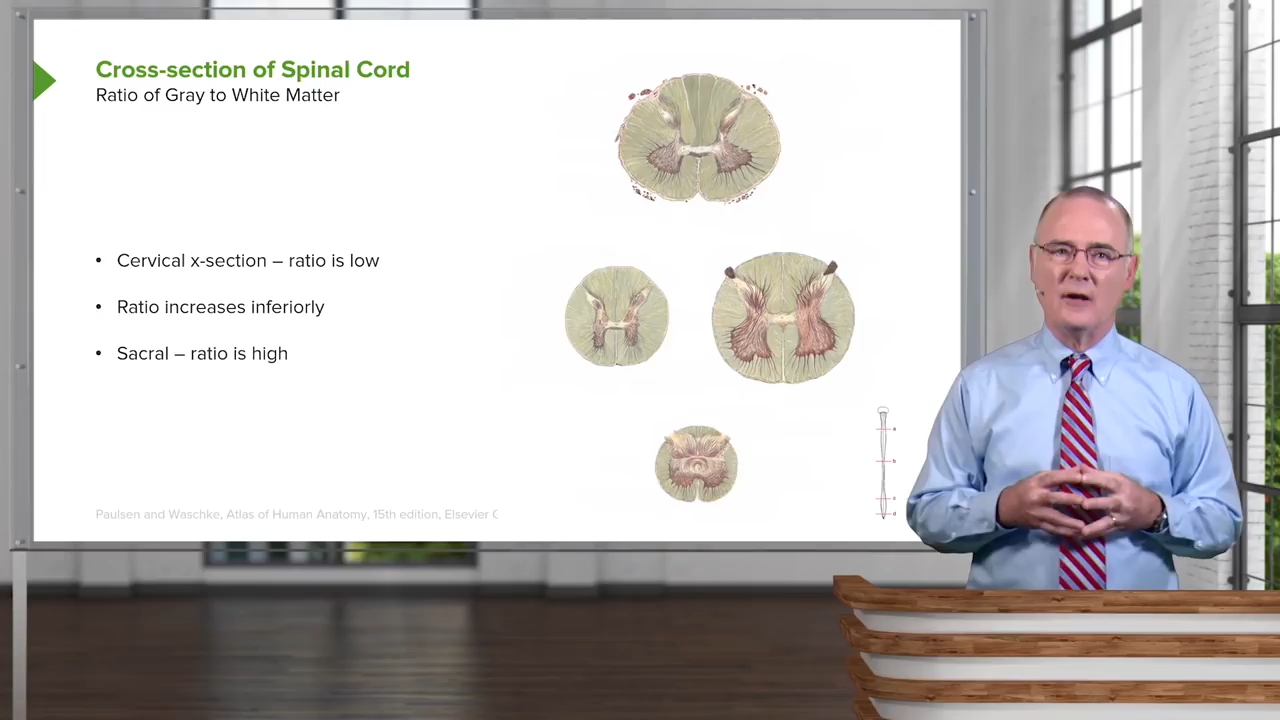 Cross-section of Spinal Cord
Ratio of Gray to White Matter
• Cervical x-section – ratio is low
• Ratio increases inferiorly
• Sacral – ratio is high
a
b
c
d
Paulsen and Waschke, Atlas of Human Anatomy, 15th edition, Elsevier